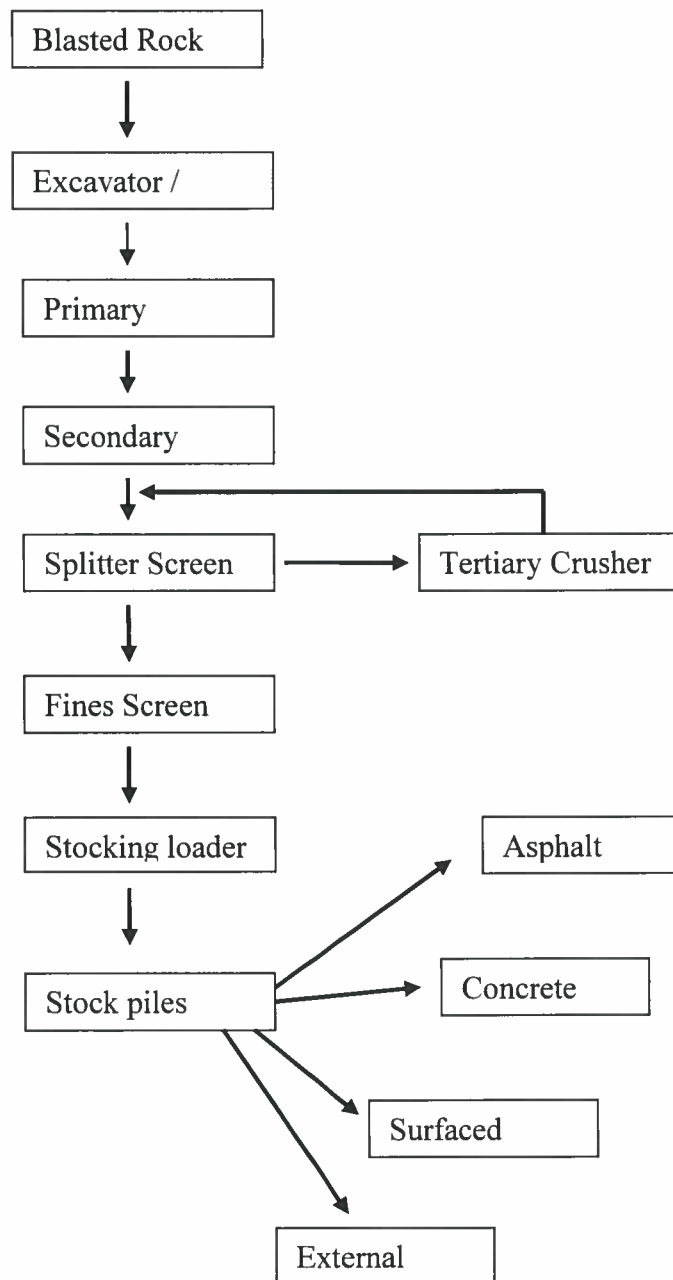 Blasted Rock
Excavator /
Primary
Secondary
Splitter Screen
Tertiary Crusher
Fines Screen
Stocking loader
Asphalt
Stock piles
Concrete
Surfaced
External